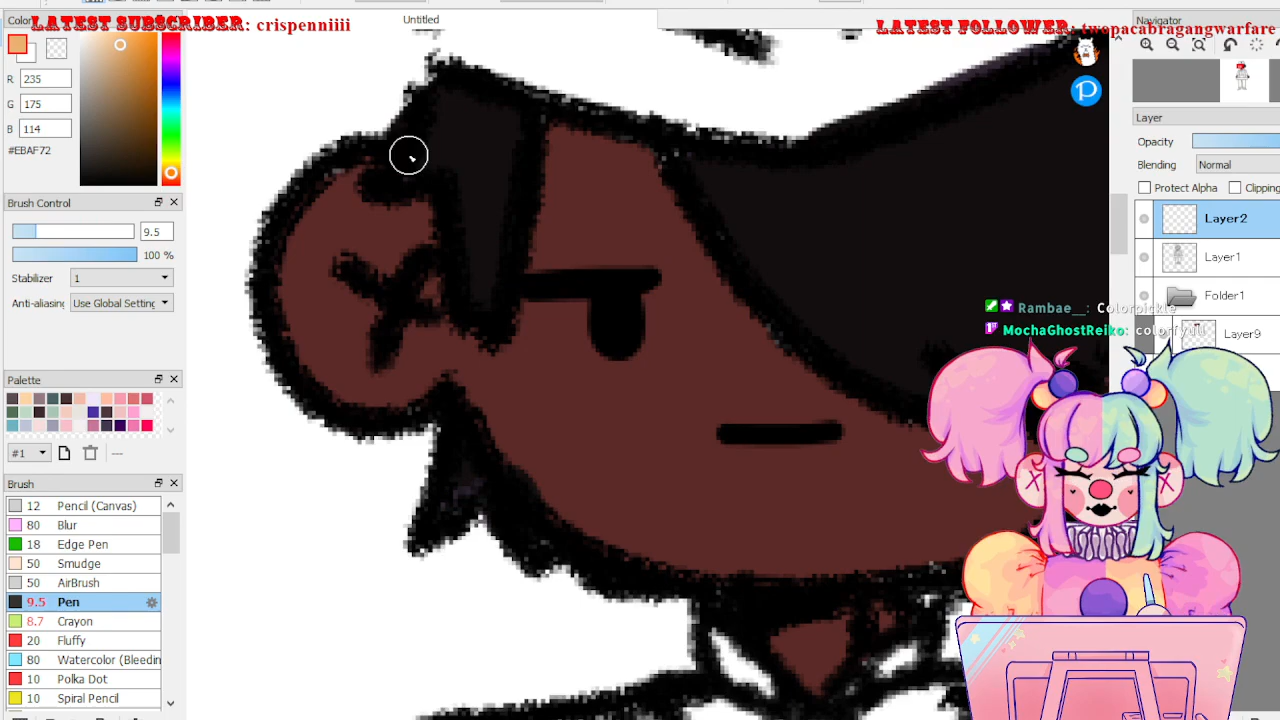 Color
LATEST SUBSCRIBER: crispenniiii
Untitled
LATEST FOLLOWER: twopacabragangwarfare
Navigator
R 235
G 175
B 114
#EBAF72
Brush Control
9.5
100 %
Stabilizer 1
Anti-aliasing Use Global Setting
Palette
#1
Brush
12 Pencil (Canvas)
80 Blur
18 Edge Pen
50 Smudge
50 AirBrush
9.5 Pen
8.7 Crayon
20 Fluffy
80 Watercolor (Bleedin
10 Polka Dot
10 Spiral Pencil
Layer
Opacity
Blending Normal
Protect Alpha Clipping
Layer2
Layer1
Folder1
Layer9
Rambae__: Colorpickle
MochaGhostReiko: colorfyull